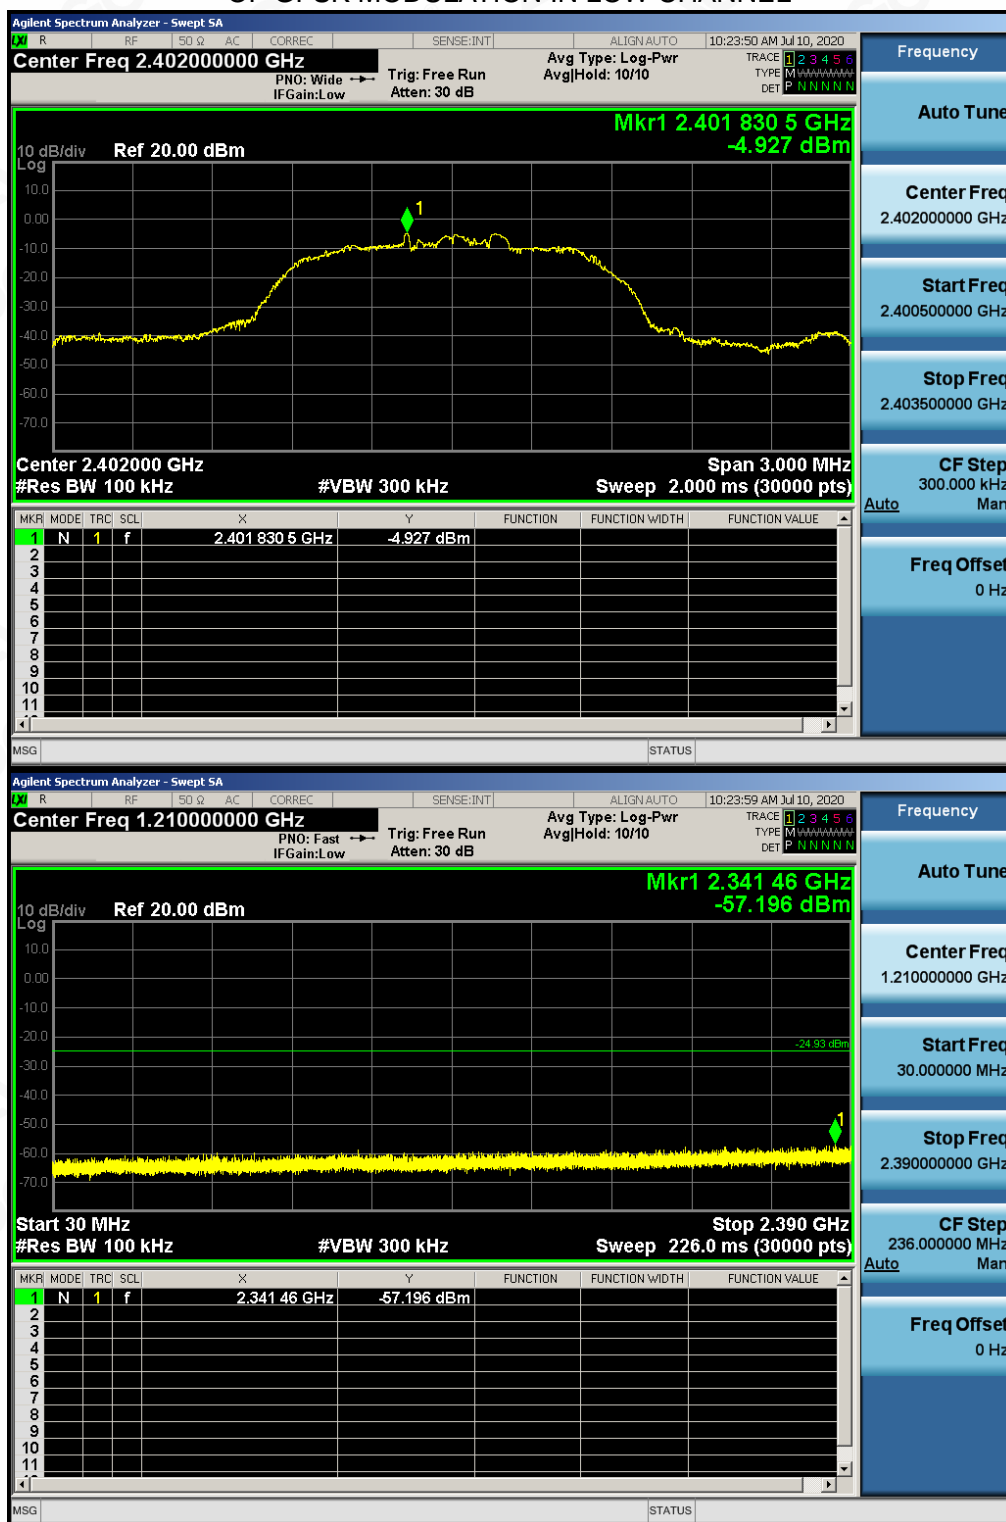 OF GFSK MODULATION IN LOW CHANNEL
Agilent Spectrum Analyzer - Swept SA
LXI R RF 50 Ω AC CORREC SENSE:INT ALIGN AUTO 10:23:50 AM Jul 10, 2020
Center Freq 2.402000000 GHz
PNO: Wide
IFGain:Low
Trig: Free Run
Atten: 30 dB
Avg Type: Log-Pwr
Avg|Hold: 10/10
TRACE 1 2 3 4 5 6
TYPE M
DET P N N N N N
Mkr1 2.401 830 5 GHz
-4.927 dBm
10 dB/div Ref 20.00 dBm
Log
10.0
0.00
-10.0
-20.0
-30.0
-40.0
-50.0
-60.0
-70.0
1
Center 2.402000 GHz Span 3.000 MHz
#Res BW 100 kHz #VBW 300 kHz Sweep 2.000 ms (30000 pts)
MKR MODE TRC SCL X Y FUNCTION FUNCTION WIDTH FUNCTION VALUE
1 N 1 f 2.401 830 5 GHz -4.927 dBm
2
3
4
5
6
7
8
9
10
11
MSG STATUS
Frequency
Auto Tune
Center Freq
2.402000000 GHz
Start Freq
2.400500000 GHz
Stop Freq
2.403500000 GHz
CF Step
300.000 kHz
Auto Man
Freq Offset
0 Hz
Agilent Spectrum Analyzer - Swept SA
LXI R RF 50 Ω AC CORREC SENSE:INT ALIGN AUTO 10:23:59 AM Jul 10, 2020
Center Freq 1.210000000 GHz
PNO: Fast
IFGain:Low
Trig: Free Run
Atten: 30 dB
Avg Type: Log-Pwr
Avg|Hold: 10/10
TRACE 1 2 3 4 5 6
TYPE M
DET P N N N N N
Mkr1 2.341 46 GHz
-57.196 dBm
10 dB/div Ref 20.00 dBm
Log
10.0
0.00
-10.0
-20.0
-30.0
-40.0
-50.0
-60.0
-70.0
-24.93 dBm
1
Start 30 MHz Stop 2.390 GHz
#Res BW 100 kHz #VBW 300 kHz Sweep 226.0 ms (30000 pts)
MKR MODE TRC SCL X Y FUNCTION FUNCTION WIDTH FUNCTION VALUE
1 N 1 f 2.341 46 GHz -57.196 dBm
2
3
4
5
6
7
8
9
10
11
MSG STATUS
Frequency
Auto Tune
Center Freq
1.210000000 GHz
Start Freq
30.000000 MHz
Stop Freq
2.390000000 GHz
CF Step
236.000000 MHz
Auto Man
Freq Offset
0 Hz